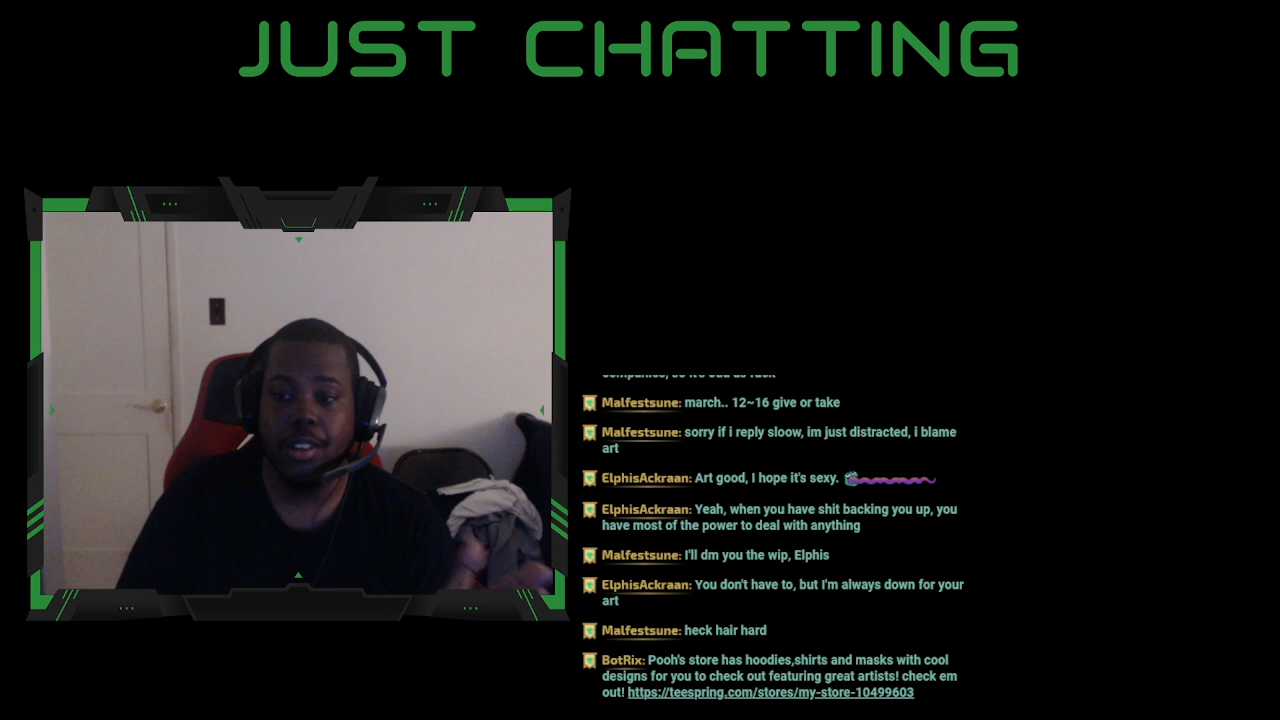 JUST CHATTING
Malfestsune: march.. 12~16 give or take
Malfestsune: sorry if i reply sloow, im just distracted, i blame
art
ElphisAckraan: Art good, I hope it's sexy.
ElphisAckraan: Yeah, when you have shit backing you up, you
have most of the power to deal with anything
Malfestsune: I'll dm you the wip, Elphis
ElphisAckraan: You don't have to, but I'm always down for your
art
Malfestsune: heck hair hard
BotRix: Pooh's store has hoodies,shirts and masks with cool
designs for you to check out featuring great artists! check em
out! https://teespring.com/stores/my-store-10499603